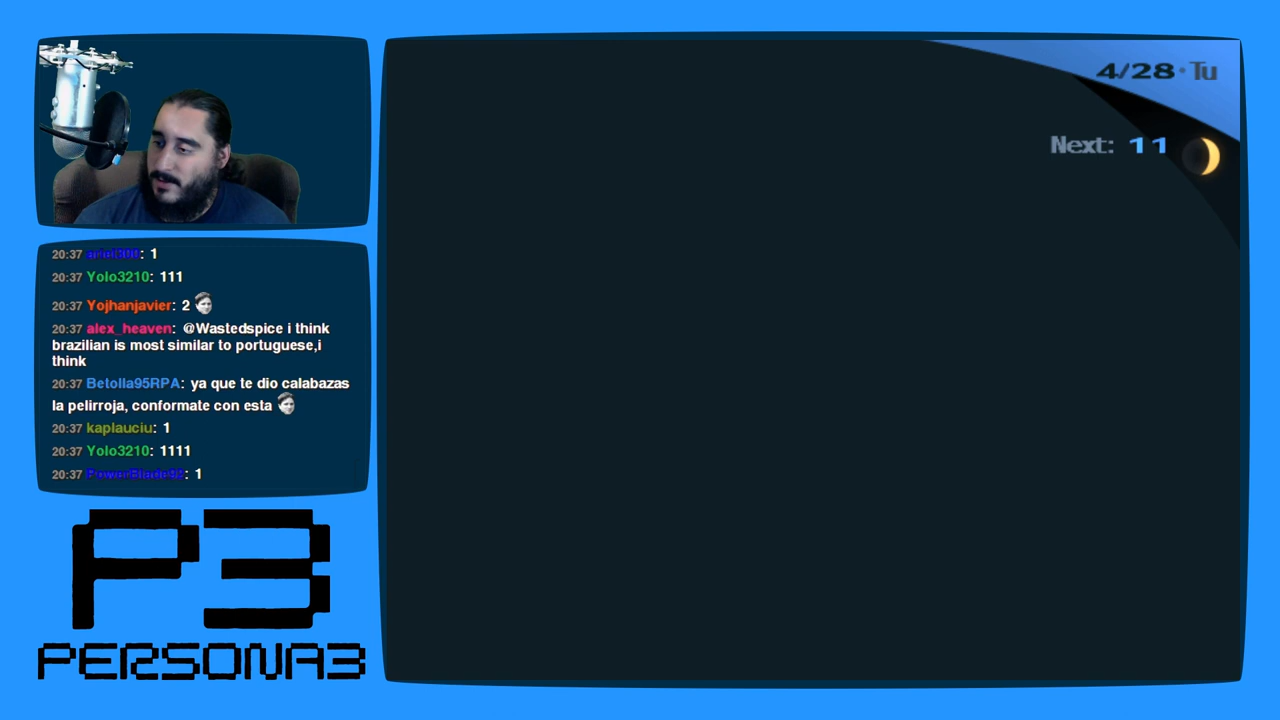 4/28 · Tu
Next: 11
20:37 ariel300: 1
20:37 Yolo3210: 111
20:37 Yojhanjavier: 2
20:37 alex_heaven: @Wastedspice i think
brazilian is most similar to portuguese,i
think
20:37 Betolla95RPA: ya que te dio calabazas
la pelirroja, conformate con esta
20:37 kaplauciu: 1
20:37 Yolo3210: 1111
20:37 PowerBlade92: 1
P3
PERSONA3